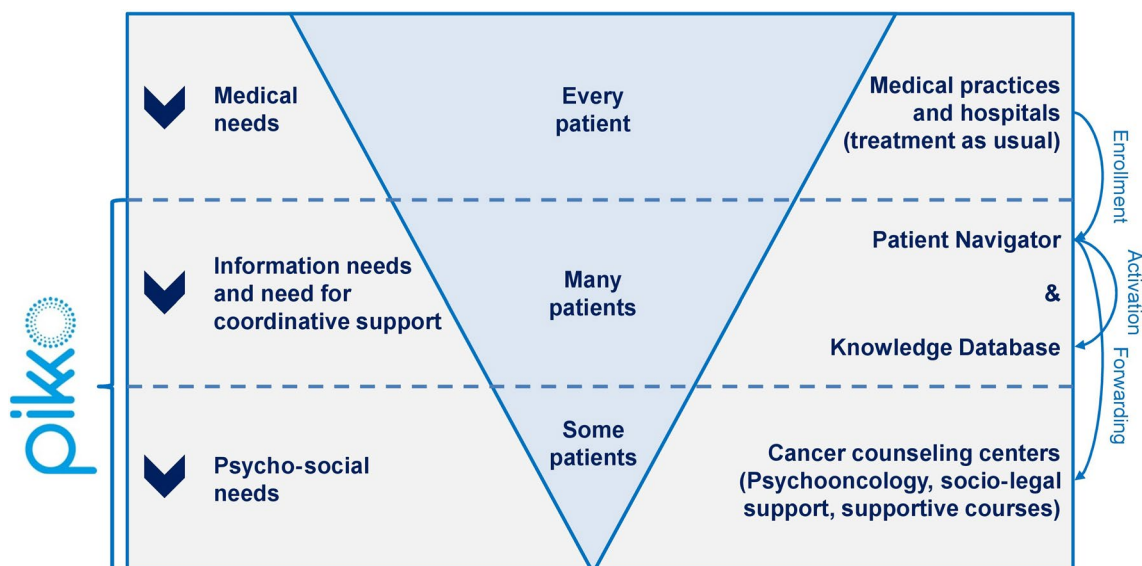 Medical
needs
Every
patient
Medical practices
and hospitals
(treatment as usual)
Enrollment
Information needs
and need for
coordinative support
Many
patients
Patient Navigator
&
Knowledge Database
Activation
Forwarding
pikko
Psycho-social
needs
Some
patients
Cancer counseling centers
(Psychooncology, socio-legal
support, supportive courses)